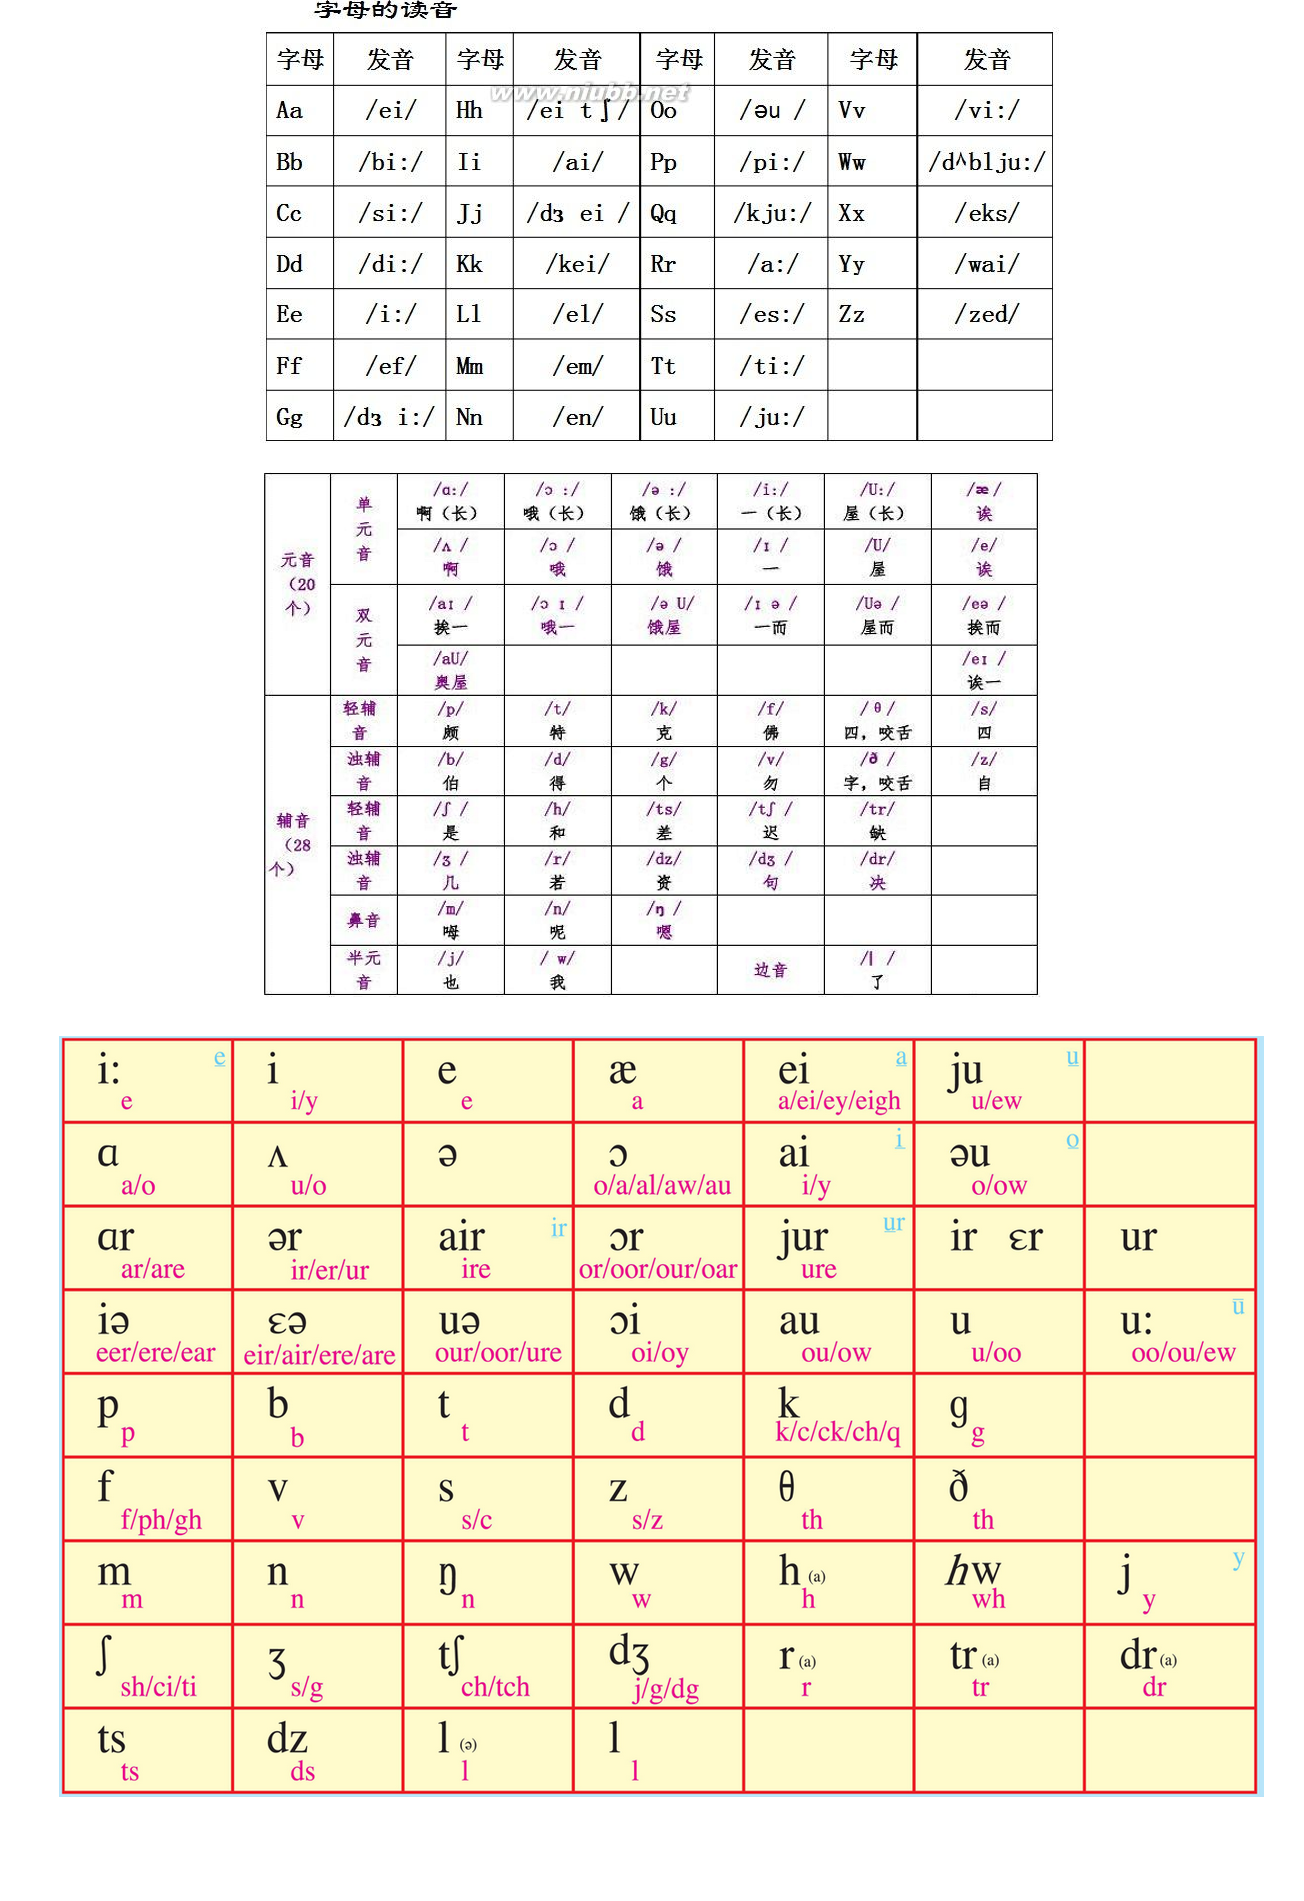 字母的读音
字母 发音 字母 发音 字母 发音 字母 发音
www.niubb.net
Aa /ei/ Hh /ei tʃ/ Oo /əu / Vv /vi:/
Bb /bi:/ Ii /ai/ Pp /pi:/ Ww /d^blju:/
Cc /si:/ Jj /dʒ ei / Qq /kju:/ Xx /eks/
Dd /di:/ Kk /kei/ Rr /a:/ Yy /wai/
Ee /i:/ Ll /el/ Ss /es:/ Zz /zed/
Ff /ef/ Mm /em/ Tt /ti:/
Gg /dʒ i:/ Nn /en/ Uu /ju:/
元音（20个）
单元音
/ɑ:/ /ɔ :/ /ə :/ /i:/ /U:/ /æ /
啊（长） 哦（长） 饿（长） 一（长） 屋（长） 诶
/ʌ / /ɔ / /ə / /ɪ / /U/ /e/
啊 哦 饿 一 屋 诶
双元音
/aɪ / /ɔ ɪ / /ə U/ /ɪ ə / /Uə / /eə /
挨一 哦一 饿屋 一而 屋而 挨而
/aU/ /eɪ /
奥屋 诶一
辅音（28个）
轻辅音 /p/ /t/ /k/ /f/ / θ / /s/
颇 特 克 佛 四，咬舌 四
浊辅音 /b/ /d/ /g/ /v/ /ð / /z/
伯 得 个 勿 字，咬舌 自
轻辅音 /ʃ / /h/ /ts/ /tʃ / /tr/
是 和 差 迟 缺
浊辅音 /ʒ / /r/ /dz/ /dʒ / /dr/
几 若 资 句 决
鼻音 /m/ /n/ /ŋ /
呣 呢 嗯
半元音 /j/ / w/ 边音 /l /
也 我 了
i: e i e æ ei a ju u
e i/y e a a/ei/ey/eigh u/ew
ɑ ʌ ə ɔ ai i əu o
a/o u/o o/a/al/aw/au i/y o/ow
ɑr ər air ir ɔr jur ur ir ɛr ur
ar/are ir/er/ur ire or/oor/our/oar ure
iə ɛə uə ɔi au u u: ū
eer/ere/ear eir/air/ere/are our/oor/ure oi/oy ou/ow u/oo oo/ou/ew
p b t d k g
p b t d k/c/ck/ch/q g
f v s z θ ð
f/ph/gh v s/c s/z th th
m n ŋ w h (a) hw j y
m n n w h wh y
ʃ ʒ tʃ dʒ r (a) tr (a) dr (a)
sh/ci/ti s/g ch/tch j/g/dg r tr dr
ts dz l (ə) l
ts ds l l